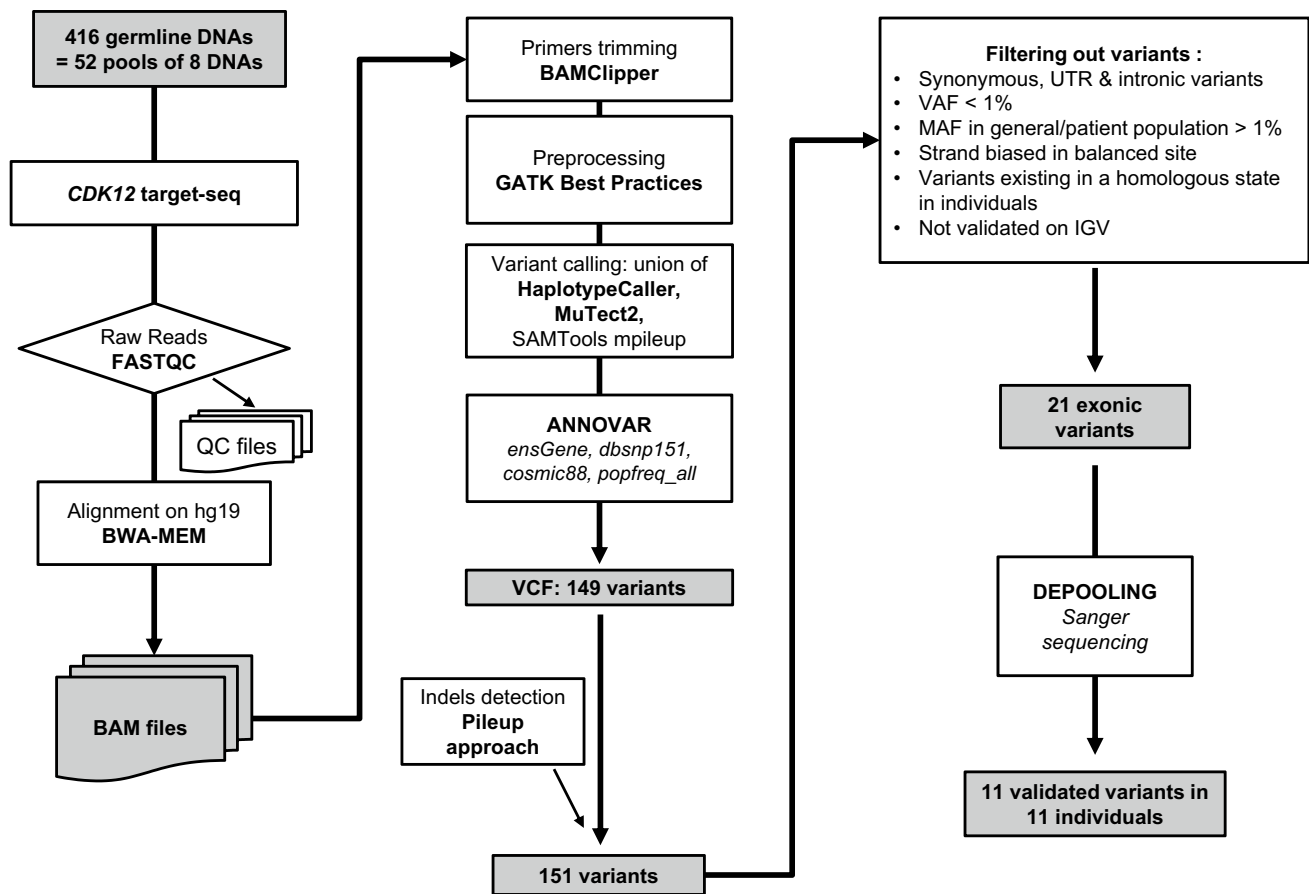 416 germline DNAs
= 52 pools of 8 DNAs
CDK12 target-seq
Raw Reads
FASTQC
QC files
Alignment on hg19
BWA-MEM
BAM files
Primers trimming
BAMClipper
Preprocessing
GATK Best Practices
Variant calling: union of
HaplotypeCaller,
MuTect2,
SAMTools mpileup
ANNOVAR
ensGene, dbsnp151,
cosmic88, popfreq_all
VCF: 149 variants
Indels detection
Pileup
approach
151 variants
Filtering out variants :
• Synonymous, UTR & intronic variants
• VAF < 1%
• MAF in general/patient population > 1%
• Strand biased in balanced site
• Variants existing in a homologous state
in individuals
• Not validated on IGV
21 exonic
variants
DEPOOLING
Sanger
sequencing
11 validated variants in
11 individuals